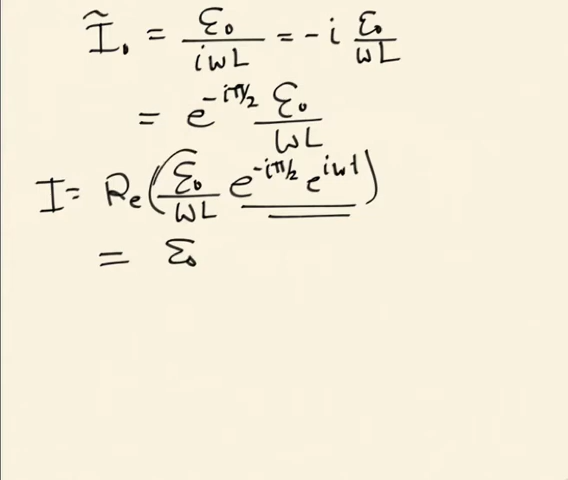 Ĩ₀ = ε₀/(iωL) = -i ε₀/(ωL)
= e^(-iπ/2) ε₀/(ωL)
I = Re(ε₀/(ωL) e^(-iπ/2) e^(iωt))
= ε₀